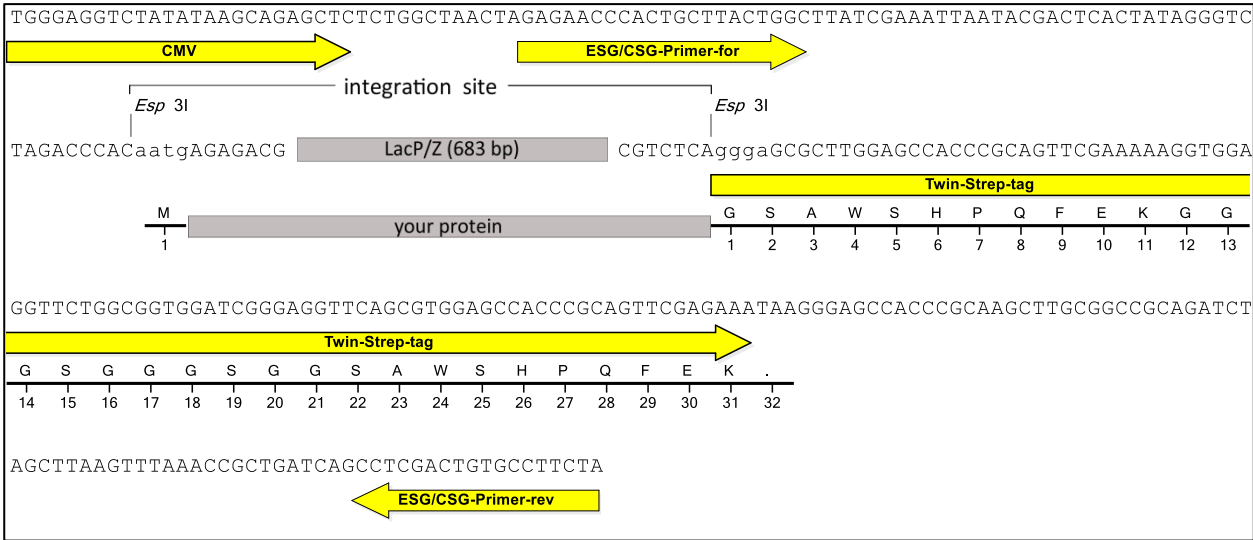 TGGGAGGTCTATATAAGCAGAGCTCTCTGGCTAACTAGAGAACCCACTGCTTACTGGCTTATCGAAATTAATACGACTCACTATAGGGTC
CMV ESG/CSG-Primer-for
integration site
Esp 3I Esp 3I
TAGACCCACaatgAGAGACG LacP/Z (683 bp) CGTCTCAgggaGCGCTTGGAGCCACCCGCAGTTCGAAAAAGGTGGA
Twin-Strep-tag
M your protein G S A W S H P Q F E K G G
1 1 2 3 4 5 6 7 8 9 10 11 12 13
GGTTCTGGCGGTGGATCGGGAGGTTCAGCGTGGAGCCACCCGCAGTTCGAGAAATAAGGGAGCCACCCGCAAGCTTGCGGCCGCAGATCT
Twin-Strep-tag
G S G G G S G G S A W S H P Q F E K .
14 15 16 17 18 19 20 21 22 23 24 25 26 27 28 29 30 31 32
AGCTTAAGTTTAAACCGCTGATCAGCCTCGACTGTGCCTTCTA
ESG/CSG-Primer-rev